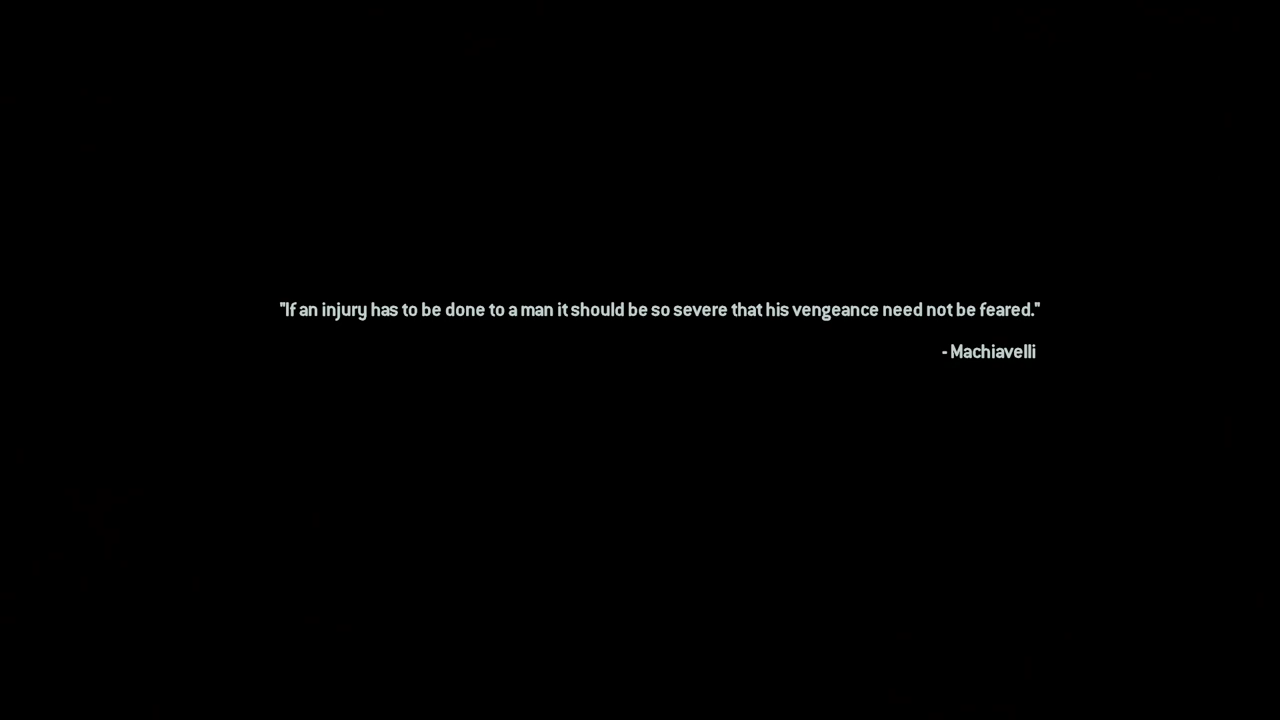 "If an injury has to be done to a man it should be so severe that his vengeance need not be feared."
- Machiavelli